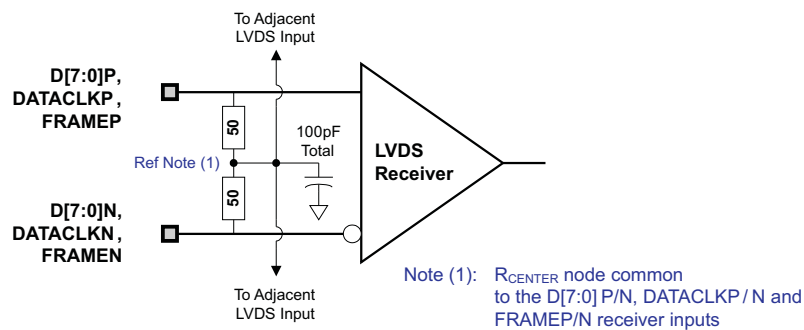 To Adjacent
LVDS Input
D[7:0]P,
DATACLKP,
FRAMEP
50
100pF
Total
LVDS
Receiver
Ref Note (1)
50
D[7:0]N,
DATACLKN,
FRAMEN
To Adjacent
LVDS Input
Note (1): RCENTER node common
to the D[7:0] P/N, DATACLKP/N and
FRAMEP/N receiver inputs